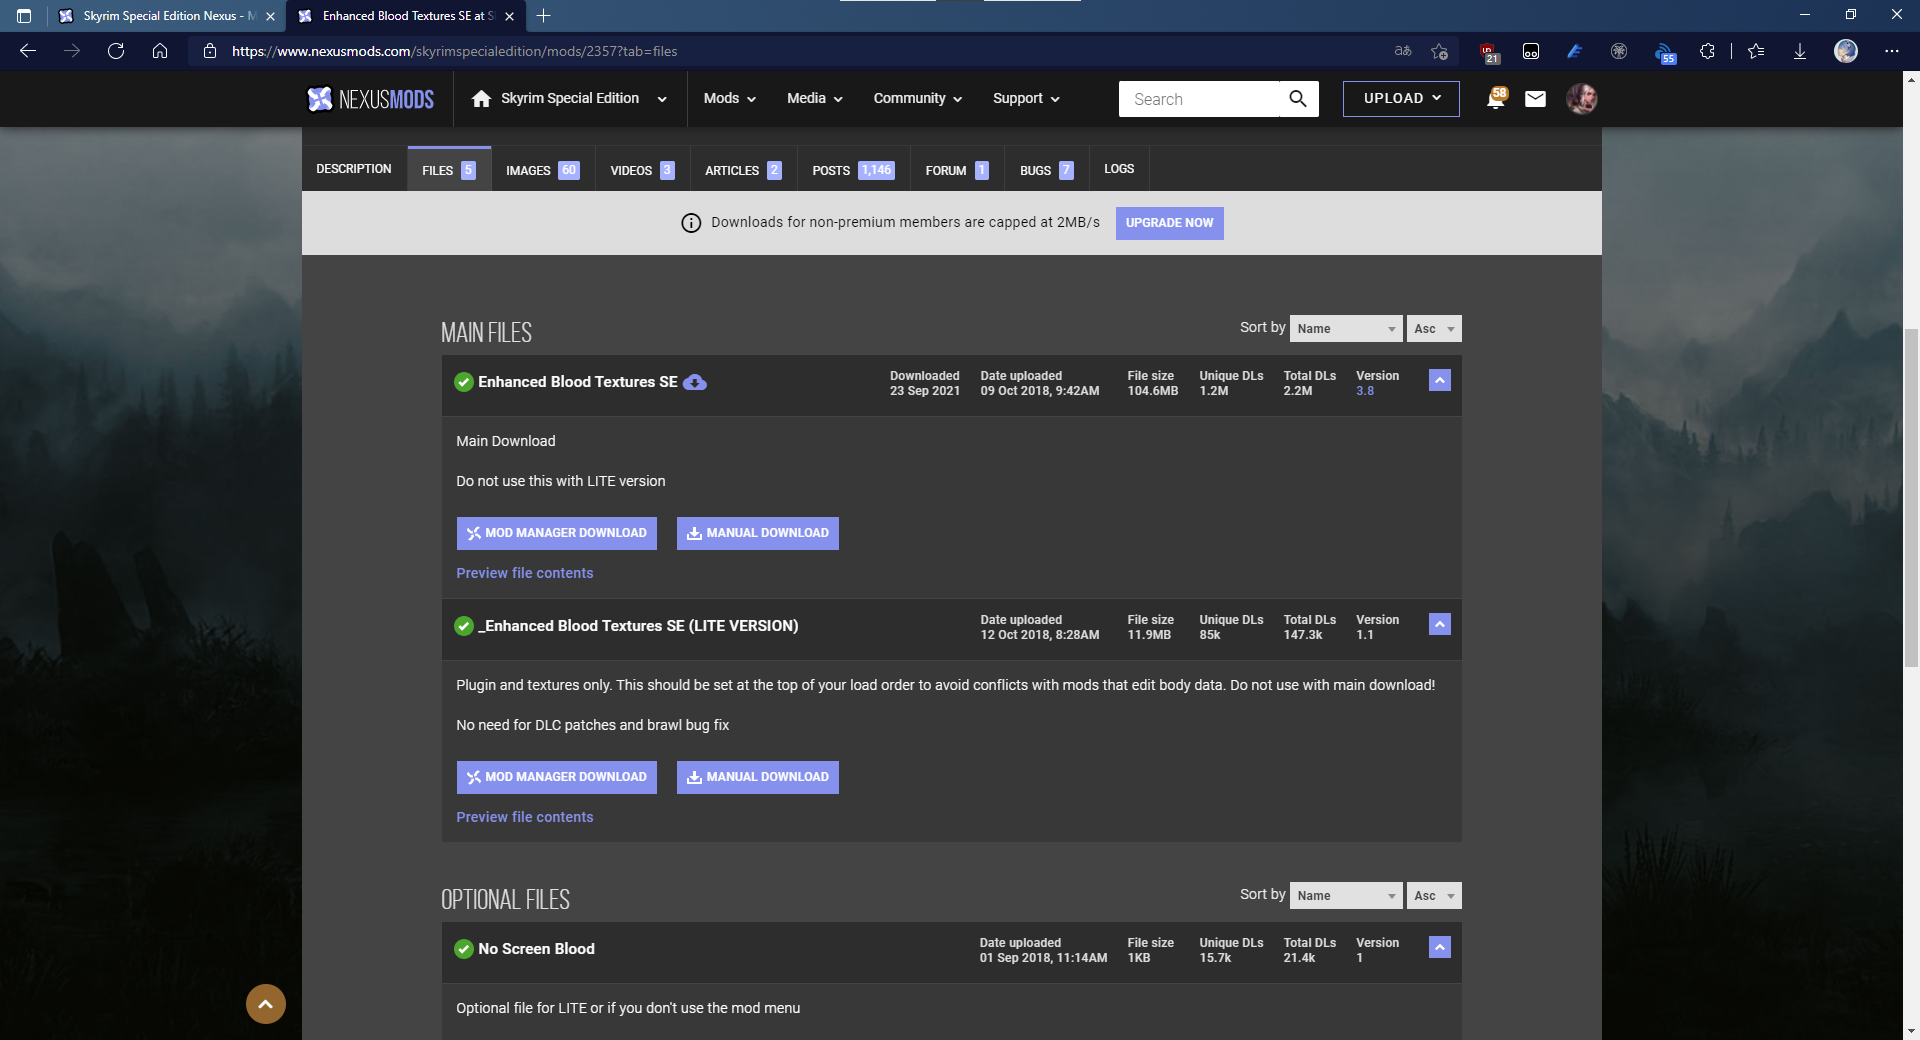 Skyrim Special Edition Nexus - M
Enhanced Blood Textures SE at S
https://www.nexusmods.com/skyrimspecialedition/mods/2357?tab=files
aあ
21
55
NEXUSMODS
Skyrim Special Edition
Mods
Media
Community
Support
Search
UPLOAD
58
DESCRIPTION
FILES 5
IMAGES 60
VIDEOS 3
ARTICLES 2
POSTS 1,146
FORUM 1
BUGS 7
LOGS
Downloads for non-premium members are capped at 2MB/s
UPGRADE NOW
MAIN FILES
Sort by Name Asc
Enhanced Blood Textures SE
Downloaded
23 Sep 2021
Date uploaded
09 Oct 2018, 9:42AM
File size
104.6MB
Unique DLs
1.2M
Total DLs
2.2M
Version
3.8
Main Download
Do not use this with LITE version
MOD MANAGER DOWNLOAD
MANUAL DOWNLOAD
Preview file contents
_Enhanced Blood Textures SE (LITE VERSION)
Date uploaded
12 Oct 2018, 8:28AM
File size
11.9MB
Unique DLs
85k
Total DLs
147.3k
Version
1.1
Plugin and textures only. This should be set at the top of your load order to avoid conflicts with mods that edit body data. Do not use with main download!
No need for DLC patches and brawl bug fix
MOD MANAGER DOWNLOAD
MANUAL DOWNLOAD
Preview file contents
OPTIONAL FILES
Sort by Name Asc
No Screen Blood
Date uploaded
01 Sep 2018, 11:14AM
File size
1KB
Unique DLs
15.7k
Total DLs
21.4k
Version
1
Optional file for LITE or if you don't use the mod menu